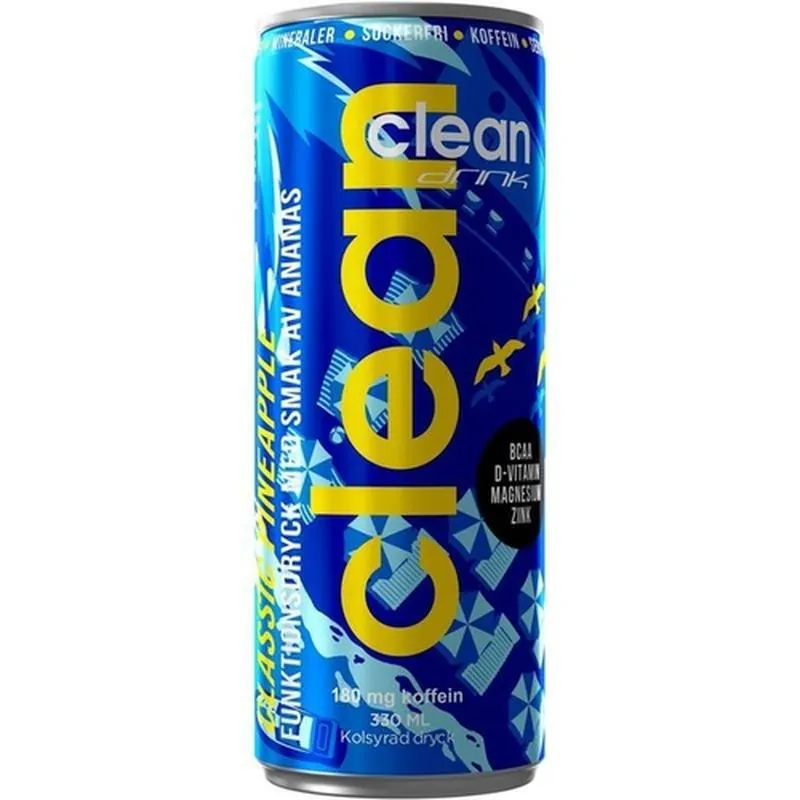 MINERALER • SOCKERFRI • KOFFEIN •
clean
drink
clean
CLASSIC PINEAPPLE
FUNKTIONSDRYCK MED SMAK AV ANANAS
BCAA
D-VITAMIN
MAGNESIUM
ZINK
180 mg koffein
330 ML
Kolsyrad dryck